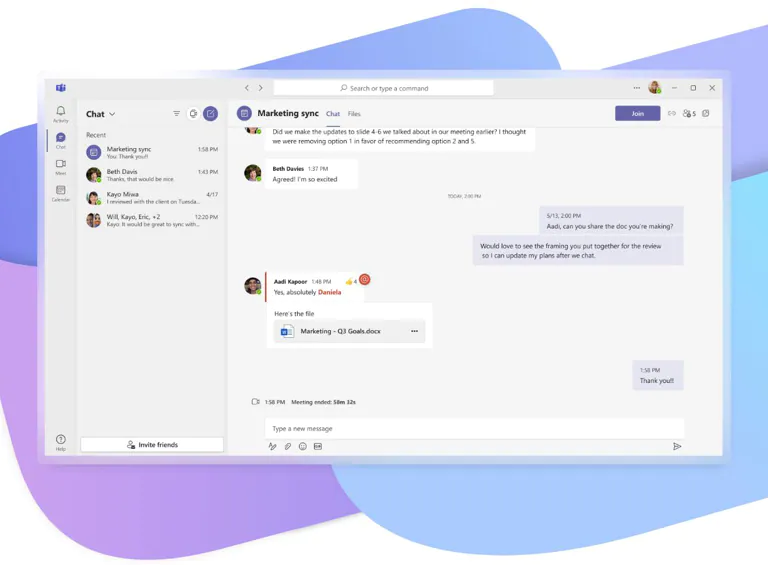 Search or type a command
Activity
Chat
Meet
Calendar
Help
Chat
Recent
Marketing sync 1:58 PM
You: Thank you!!
Beth Davis 1:43 PM
Thanks, that would be nice
Kayo Miwa 4/17
I reviewed with the client on Tuesda...
Will, Kayo, Eric, +2 12:20 PM
Kayo: It would be great to sync with...
Invite friends
Marketing sync Chat Files
Join
5
Did we make the updates to slide 4-6 we talked about in our meeting earlier? I thought
we were removing option 1 in favor of recommending option 2 and 5.
Beth Davies 1:37 PM
Agreed! I'm so excited
TODAY, 2:00 PM
5/13, 2:00 PM
Aadi, can you share the doc you're making?
Would love to see the framing you put together for the review
so I can update my plans after we chat.
Aadi Kapoor 1:48 PM 4
Yes, absolutely Daniela
Here's the file
Marketing - Q3 Goals.docx
1:58 PM
Thank you!!
1:58 PM Meeting ended: 58m 32s
Type a new message